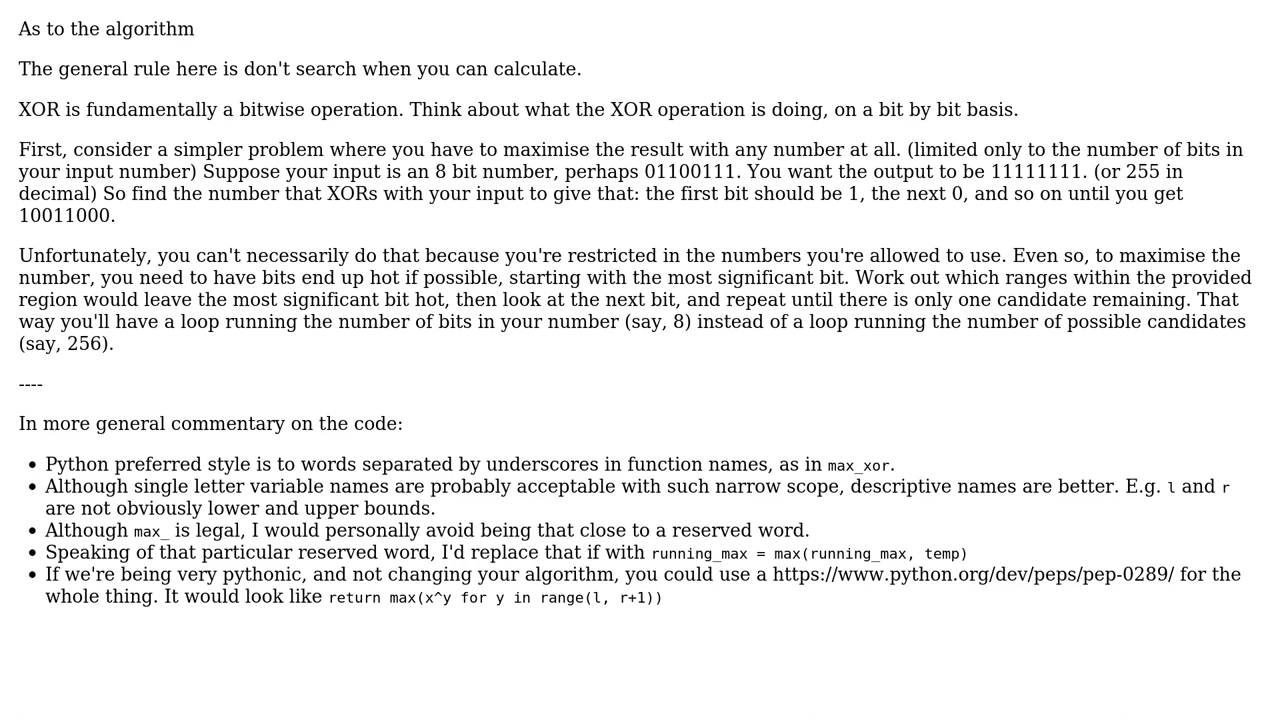 As to the algorithm
The general rule here is don't search when you can calculate.
XOR is fundamentally a bitwise operation. Think about what the XOR operation is doing, on a bit by bit basis.
First, consider a simpler problem where you have to maximise the result with any number at all. (limited only to the number of bits in
your input number) Suppose your input is an 8 bit number, perhaps 01100111. You want the output to be 11111111. (or 255 in
decimal) So find the number that XORs with your input to give that: the first bit should be 1, the next 0, and so on until you get
10011000.
Unfortunately, you can't necessarily do that because you're restricted in the numbers you're allowed to use. Even so, to maximise the
number, you need to have bits end up hot if possible, starting with the most significant bit. Work out which ranges within the provided
region would leave the most significant bit hot, then look at the next bit, and repeat until there is only one candidate remaining. That
way you'll have a loop running the number of bits in your number (say, 8) instead of a loop running the number of possible candidates
(say, 256).
----
In more general commentary on the code:
• Python preferred style is to words separated by underscores in function names, as in max_xor.
• Although single letter variable names are probably acceptable with such narrow scope, descriptive names are better. E.g. l and r
are not obviously lower and upper bounds.
• Although max_ is legal, I would personally avoid being that close to a reserved word.
• Speaking of that particular reserved word, I'd replace that if with running_max = max(running_max, temp)
• If we're being very pythonic, and not changing your algorithm, you could use a https://www.python.org/dev/peps/pep-0289/ for the
whole thing. It would look like return max(x^y for y in range(l, r+1))